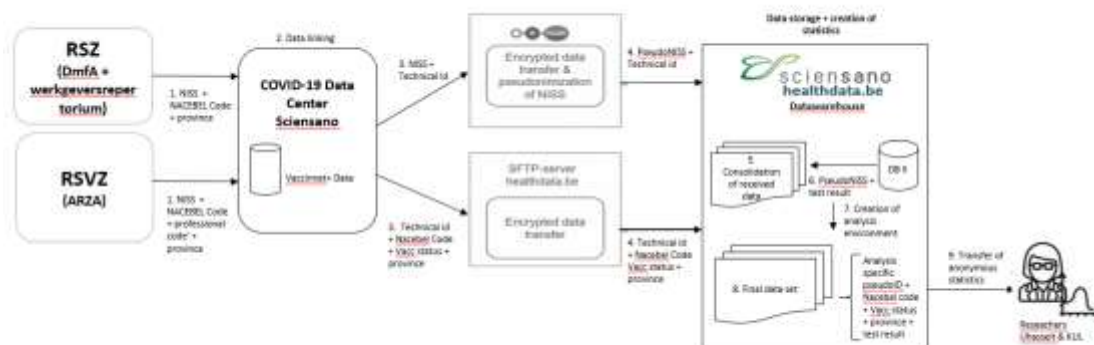 RSZ
(DmfA +
werkgeversreper
torium)
1. NISS +
NACEBEL Code
+ province
RSVZ
(ARZA)
1. NISS +
NACEBEL Code
+ professional
code' +
province
2. Data linking
COVID-19 Data
Center
Sciensano
Vaccinnet+ Data
3. NISS +
Technical id
3. Technical id
+ Nacebel Code
+ Vacc status +
province
Encrypted data
transfer &
pseudonimization
of NISS
SFTP-server
healthdata.be
Encrypted data
transfer
4. PseudoNISS +
Technical id
4. Technical id
+ Nacebel Code
Vacc status +
province
Data storage + creation of
statistics
sciensano
healthdata.be
Datawarehouse
5.
Consolidation
of received
data
DB II
6. PseudoNISS +
test result
7. Creation of
analysis
environment
8. Final data set
Analysis
specific
pseudoID +
Nacebel code
+ Vacc status
+ province +
test result
9. Transfer of
anonymous
statistics
Researchers
Uhasselt & KUL